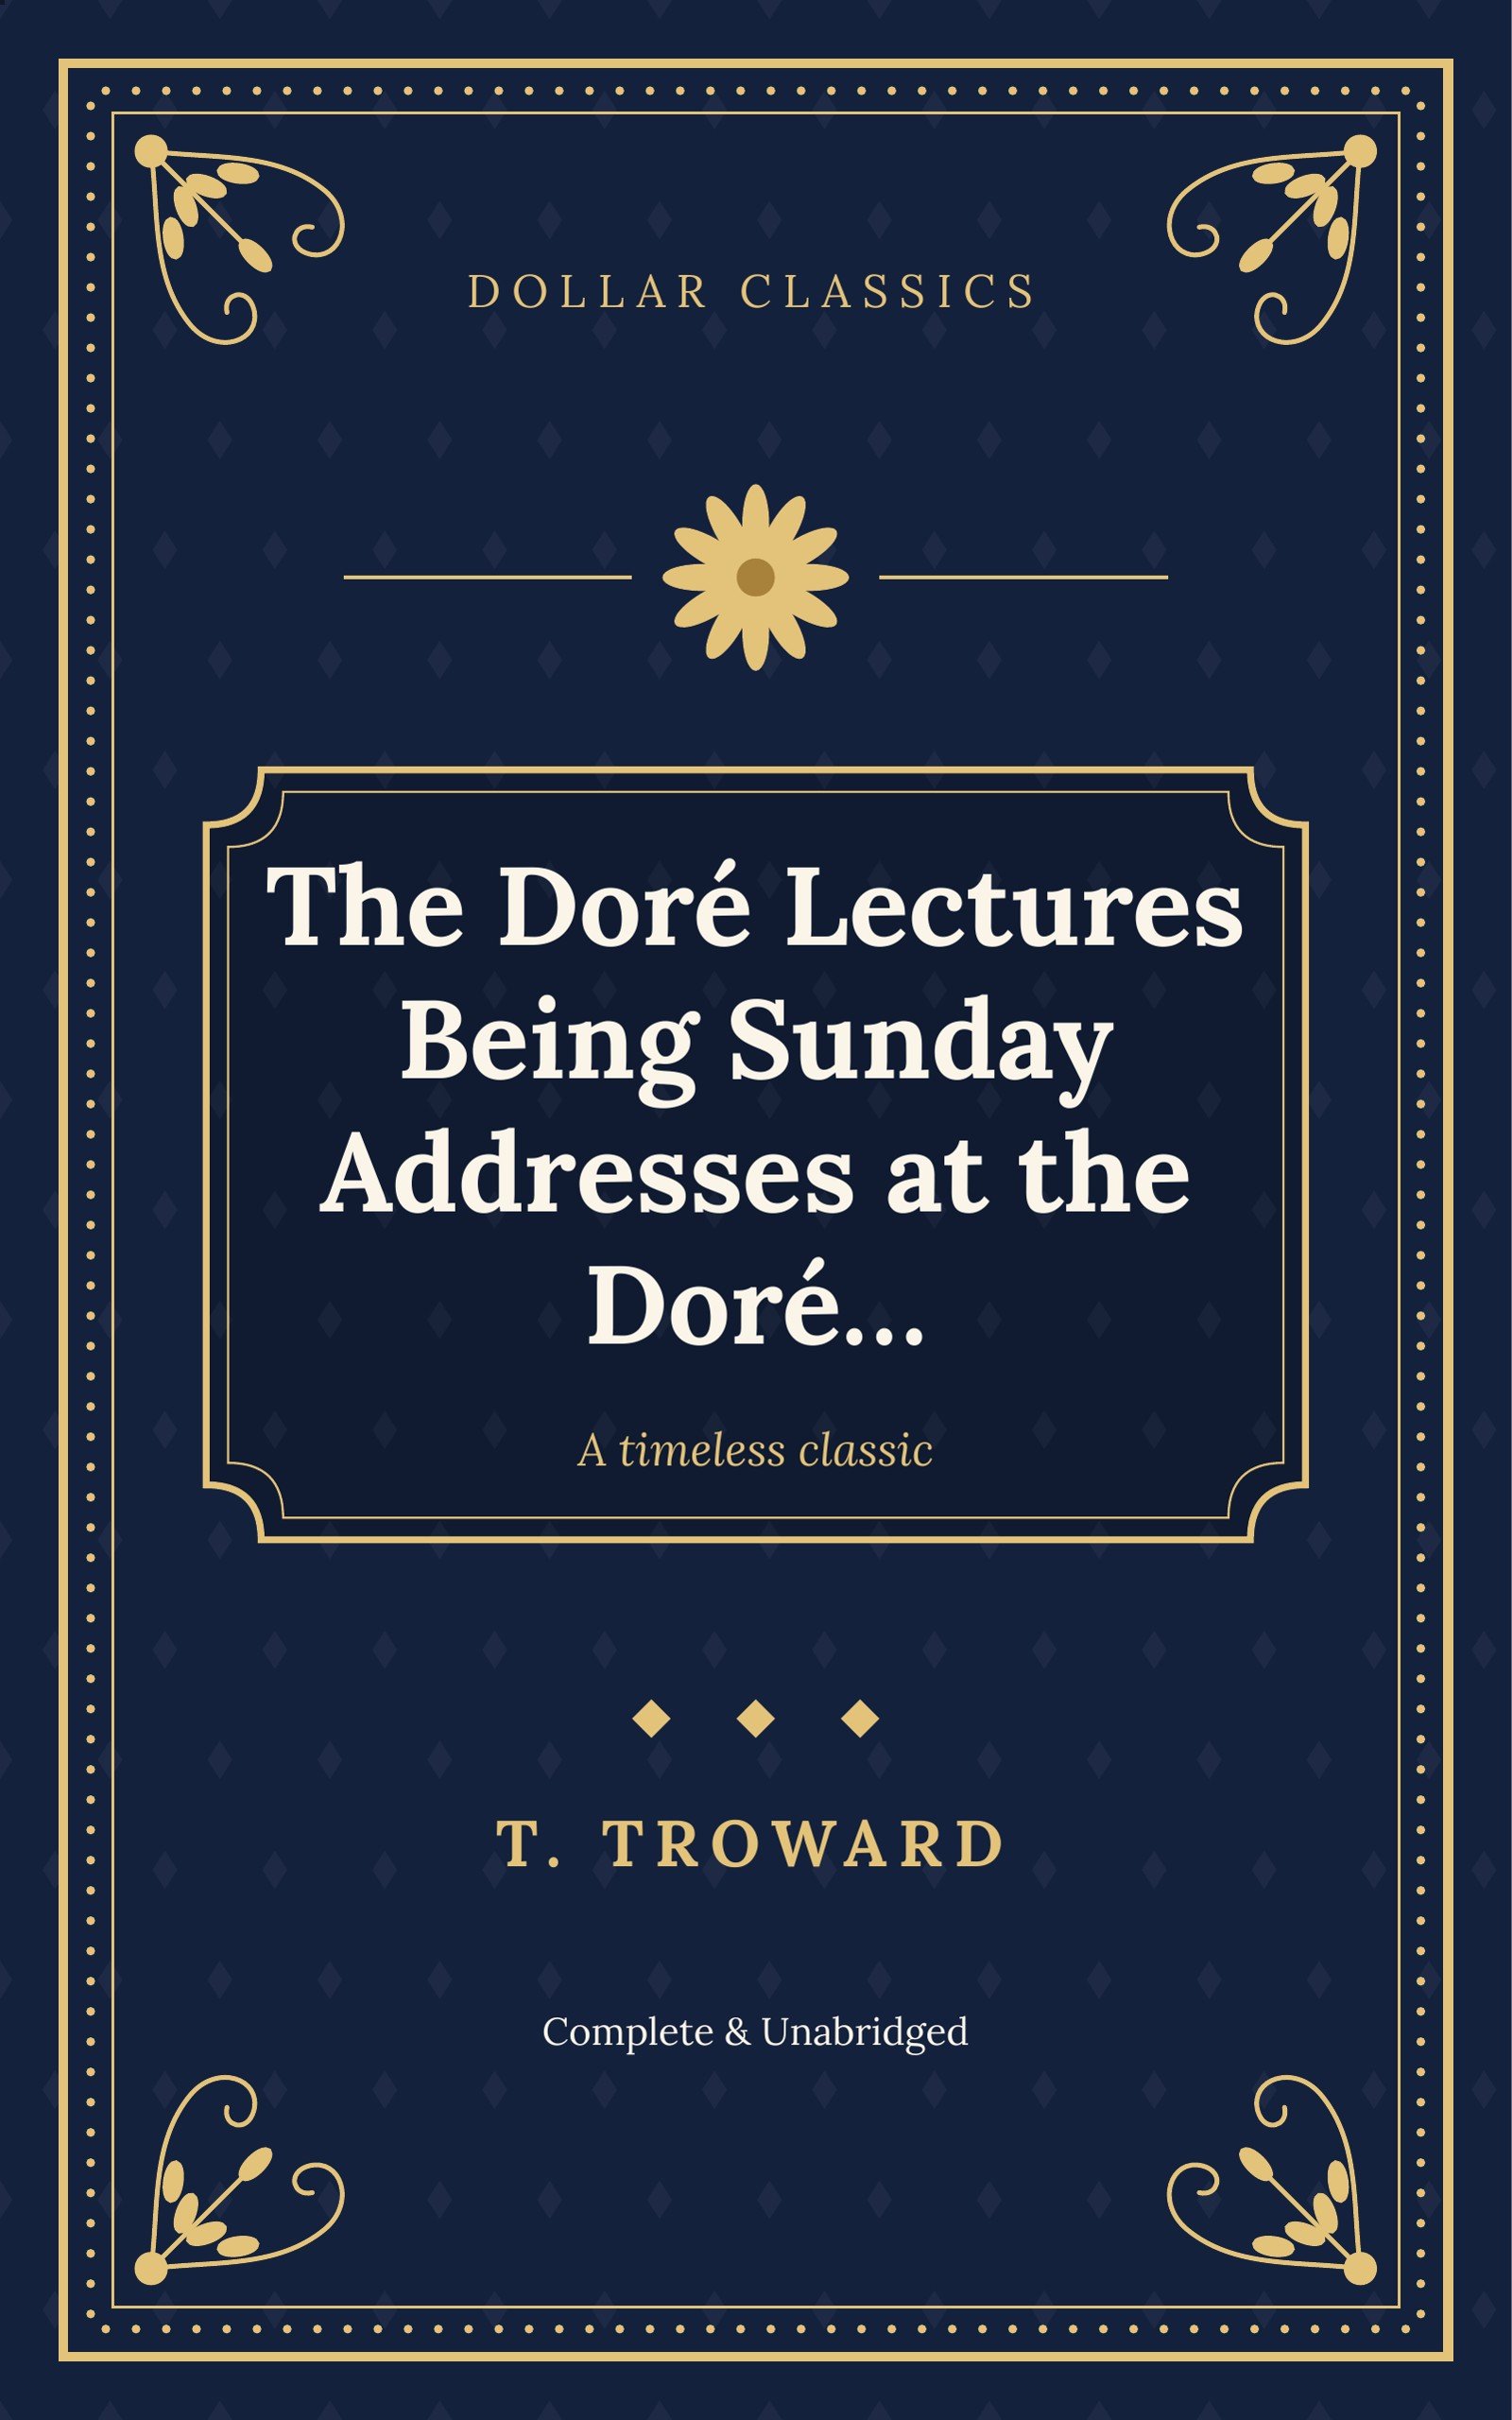 DOLLAR CLASSICS
The Doré Lectures
Being Sunday
Addresses at the
Doré...
A timeless classic
T. TROWARD
Complete & Unabridged